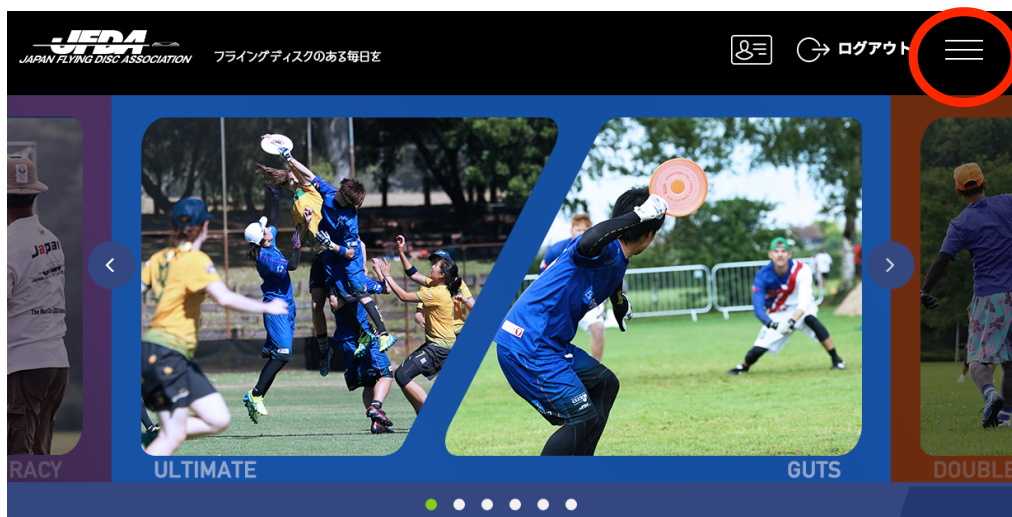 JFDA
JAPAN FLYING DISC ASSOCIATION
フライングディスクのある毎日を
ログアウト
Japan
RACY
ULTIMATE
GUTS
DOUBLE